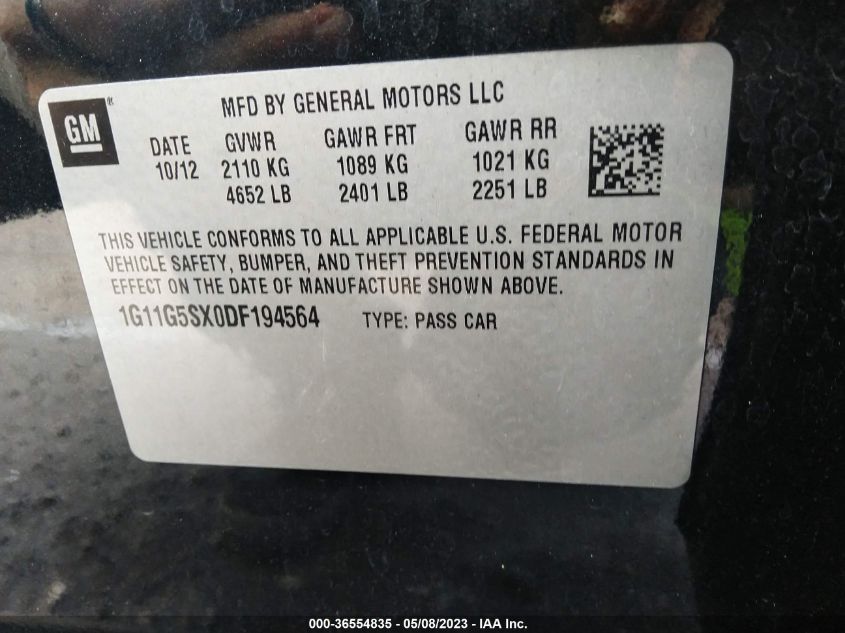 GM ®
MFD BY GENERAL MOTORS LLC
DATE GVWR GAWR FRT GAWR RR
10/12 2110 KG 1089 KG 1021 KG
4652 LB 2401 LB 2251 LB
THIS VEHICLE CONFORMS TO ALL APPLICABLE U.S. FEDERAL MOTOR
VEHICLE SAFETY, BUMPER, AND THEFT PREVENTION STANDARDS IN
EFFECT ON THE DATE OF MANUFACTURE SHOWN ABOVE.
1G11G5SX0DF194564 TYPE: PASS CAR
000-36554835 - 05/08/2023 - IAA Inc.